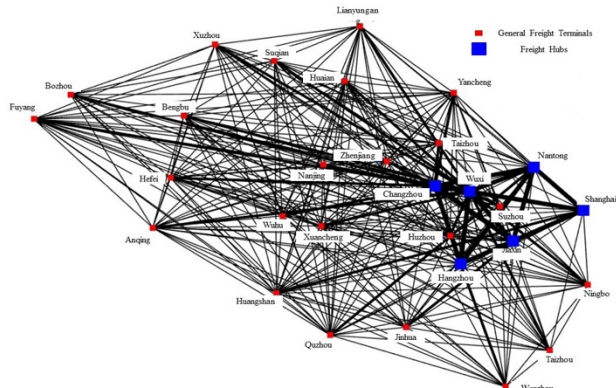 Lianyungan
g
General Freight Terminals
Freight Hubs
Xuzhou
Suqian
Huaian
Bozhou
Yancheng
Fuyang
Bengbu
Taizhou
Zhenjiang
Nantong
Wuxi
Nanjing
Hefei
Changzhou
Shanghai
Suzhou
Wuhu
Anqing
Xuancheng
Huzhou
Jiaxin
Hangzhou
Ningbo
Huangshan
Quzhou
Jinhua
Taizhou